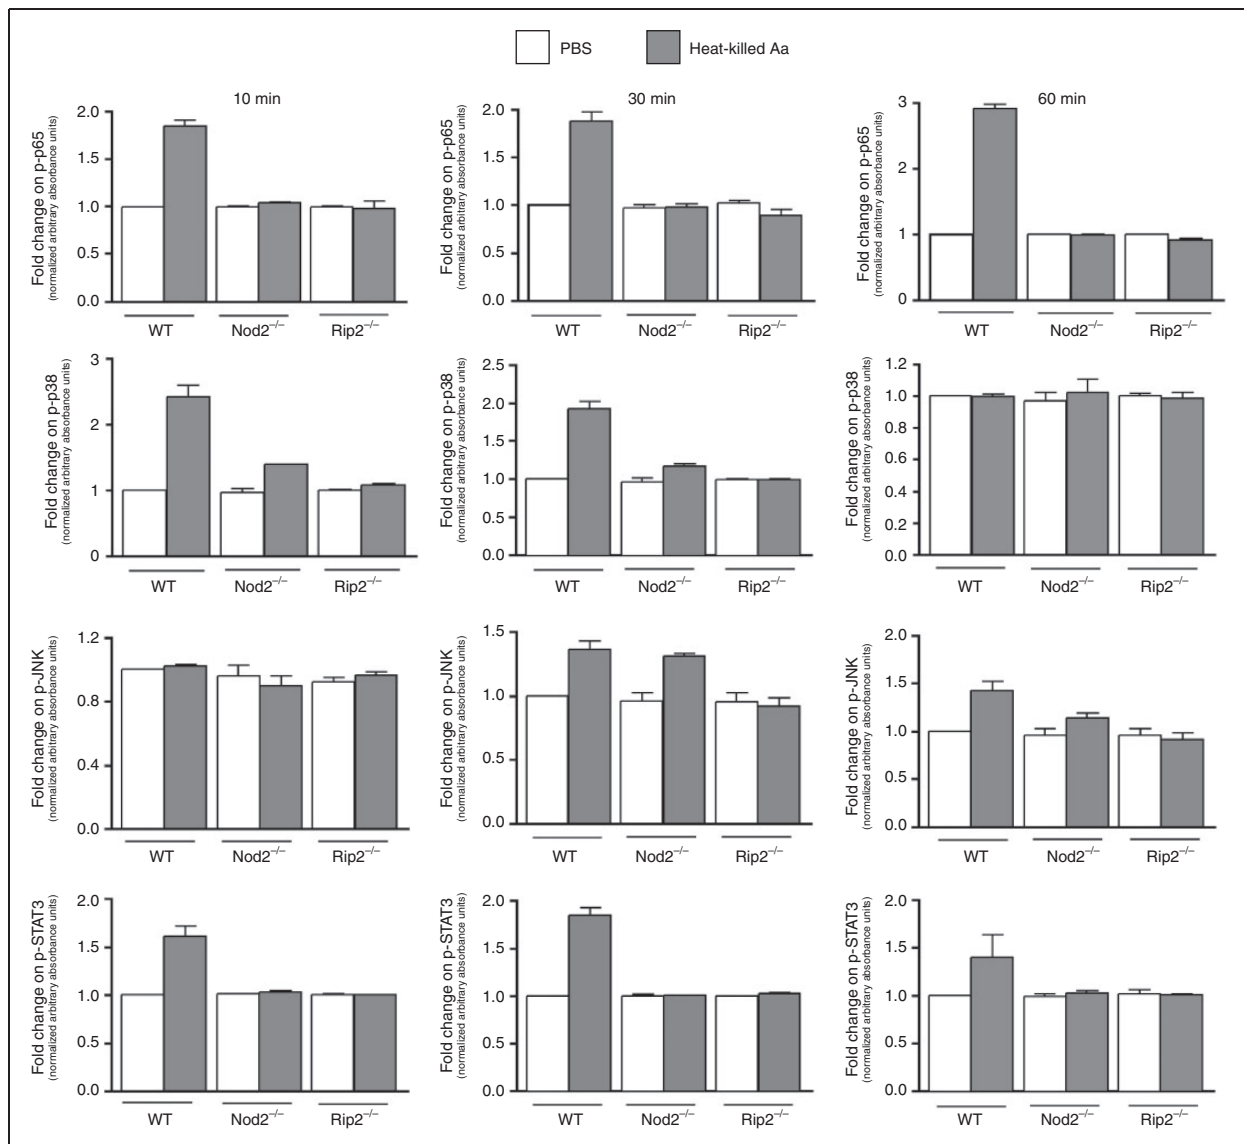 PBS
Heat-killed Aa
10 min
30 min
60 min
Fold change on p-p65
(normalized arbitrary absorbance units)
2.0
1.5
1.0
0.5
0.0
WT
Nod2–/–
Rip2–/–
Fold change on p-p65
(normalized arbitrary absorbance units)
2.0
1.5
1.0
0.5
0.0
WT
Nod2–/–
Rip2–/–
Fold change on p-p65
(normalized arbitrary absorbance units)
3
2
1
0
WT
Nod2–/–
Rip2–/–
Fold change on p-p38
(normalized arbitrary absorbance units)
3
2
1
0
WT
Nod2–/–
Rip2–/–
Fold change on p-p38
(normalized arbitrary absorbance units)
2.5
2.0
1.5
1.0
0.5
0.0
WT
Nod2–/–
Rip2–/–
Fold change on p-p38
(normalized arbitrary absorbance units)
1.2
1.0
0.8
0.6
0.4
0.2
0.0
WT
Nod2–/–
Rip2–/–
Fold change on p-JNK
(normalized arbitrary absorbance units)
1.2
0.8
0.4
0.0
WT
Nod2–/–
Rip2–/–
Fold change on p-JNK
(normalized arbitrary absorbance units)
1.5
1.0
0.5
0.0
WT
Nod2–/–
Rip2–/–
Fold change on p-JNK
(normalized arbitrary absorbance units)
2.0
1.5
1.0
0.5
0.0
WT
Nod2–/–
Rip2–/–
Fold change on p-STAT3
(normalized arbitrary absorbance units)
2.0
1.5
1.0
0.5
0.0
WT
Nod2–/–
Rip2–/–
Fold change on p-STAT3
(normalized arbitrary absorbance units)
2.0
1.5
1.0
0.5
0.0
WT
Nod2–/–
Rip2–/–
Fold change on p-STAT3
(normalized arbitrary absorbance units)
2.0
1.5
1.0
0.5
0.0
WT
Nod2–/–
Rip2–/–